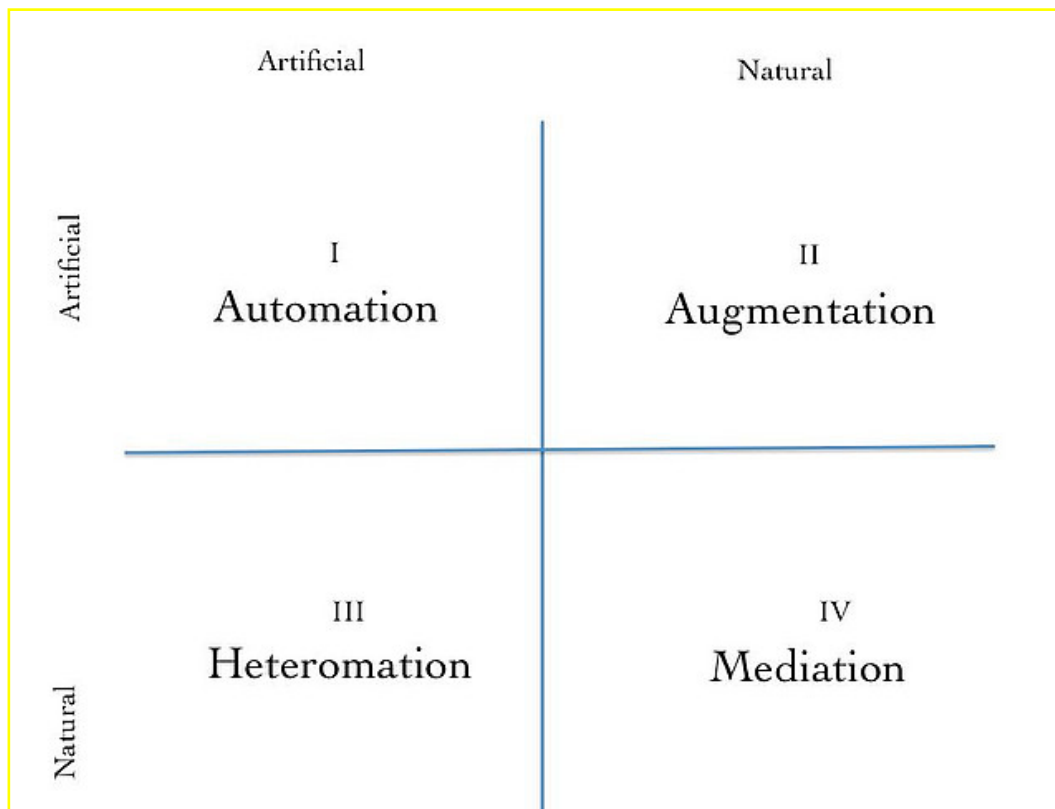 Artificial
Natural
Artificial
I
Automation
II
Augmentation
Natural
III
Heteromation
IV
Mediation